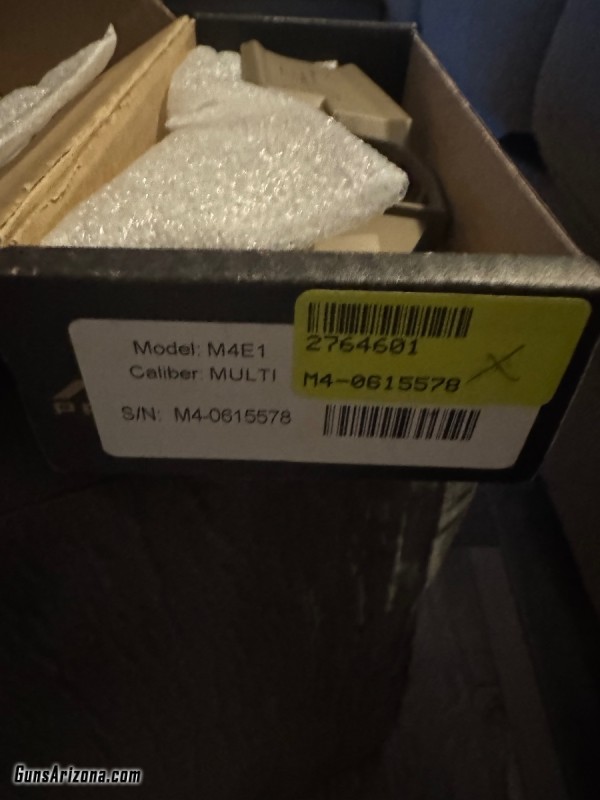 Model: M4E1
Caliber: MULTI
S/N: M4-0615578
2764601
M4-0615578 X
GunsArizona.com